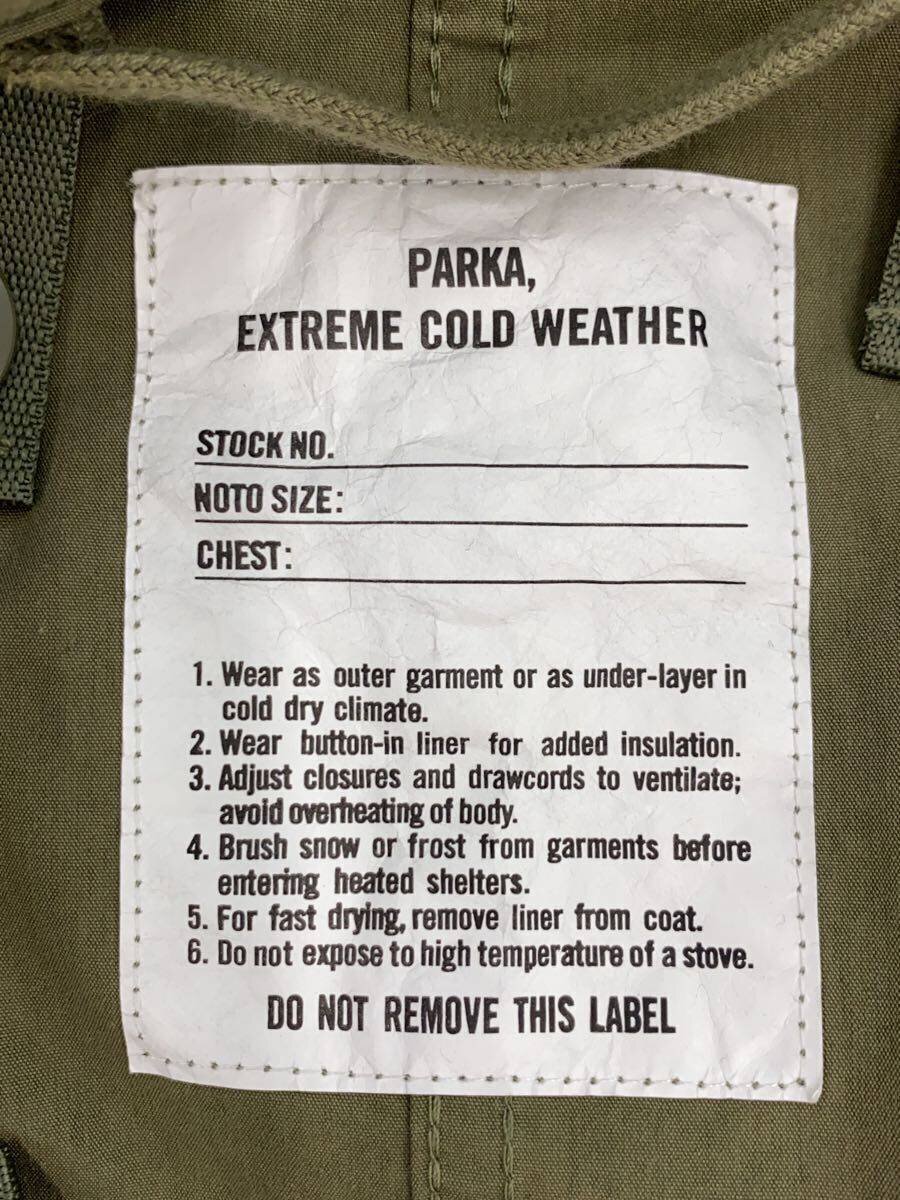 PARKA,
EXTREME COLD WEATHER
STOCK NO.
NOTO SIZE:
CHEST:
1. Wear as outer garment or as under-layer in
cold dry climate.
2. Wear button-in liner for added insulation.
3. Adjust closures and drawcords to ventilate;
avoid overheating of body.
4. Brush snow or frost from garments before
entering heated shelters.
5. For fast drying, remove liner from coat.
6. Do not expose to high temperature of a stove.
DO NOT REMOVE THIS LABEL